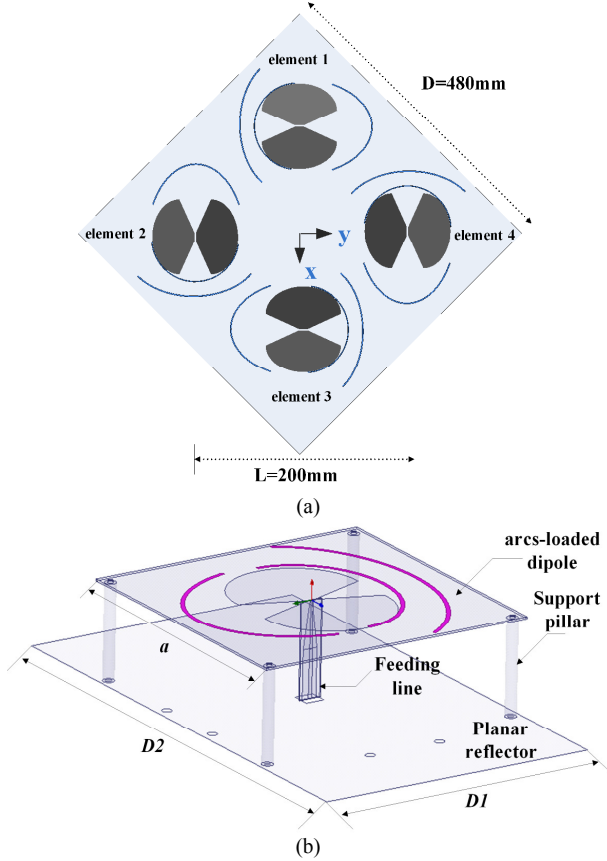 element 1
D=480mm
element 2
y
element 4
x
element 3
L=200mm
(a)
arcs-loaded
dipole
Support
pillar
a
Feeding
line
Planar
reflector
D2
D1
(b)